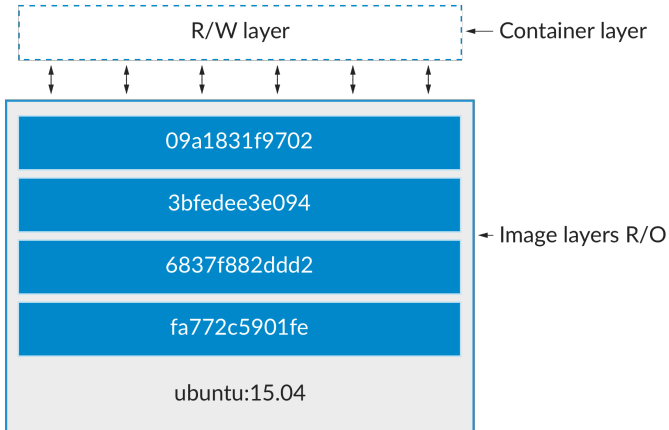 R/W layer
Container layer
09a1831f9702
3bfedee3e094
Image layers R/O
6837f882ddd2
fa772c5901fe
ubuntu:15.04